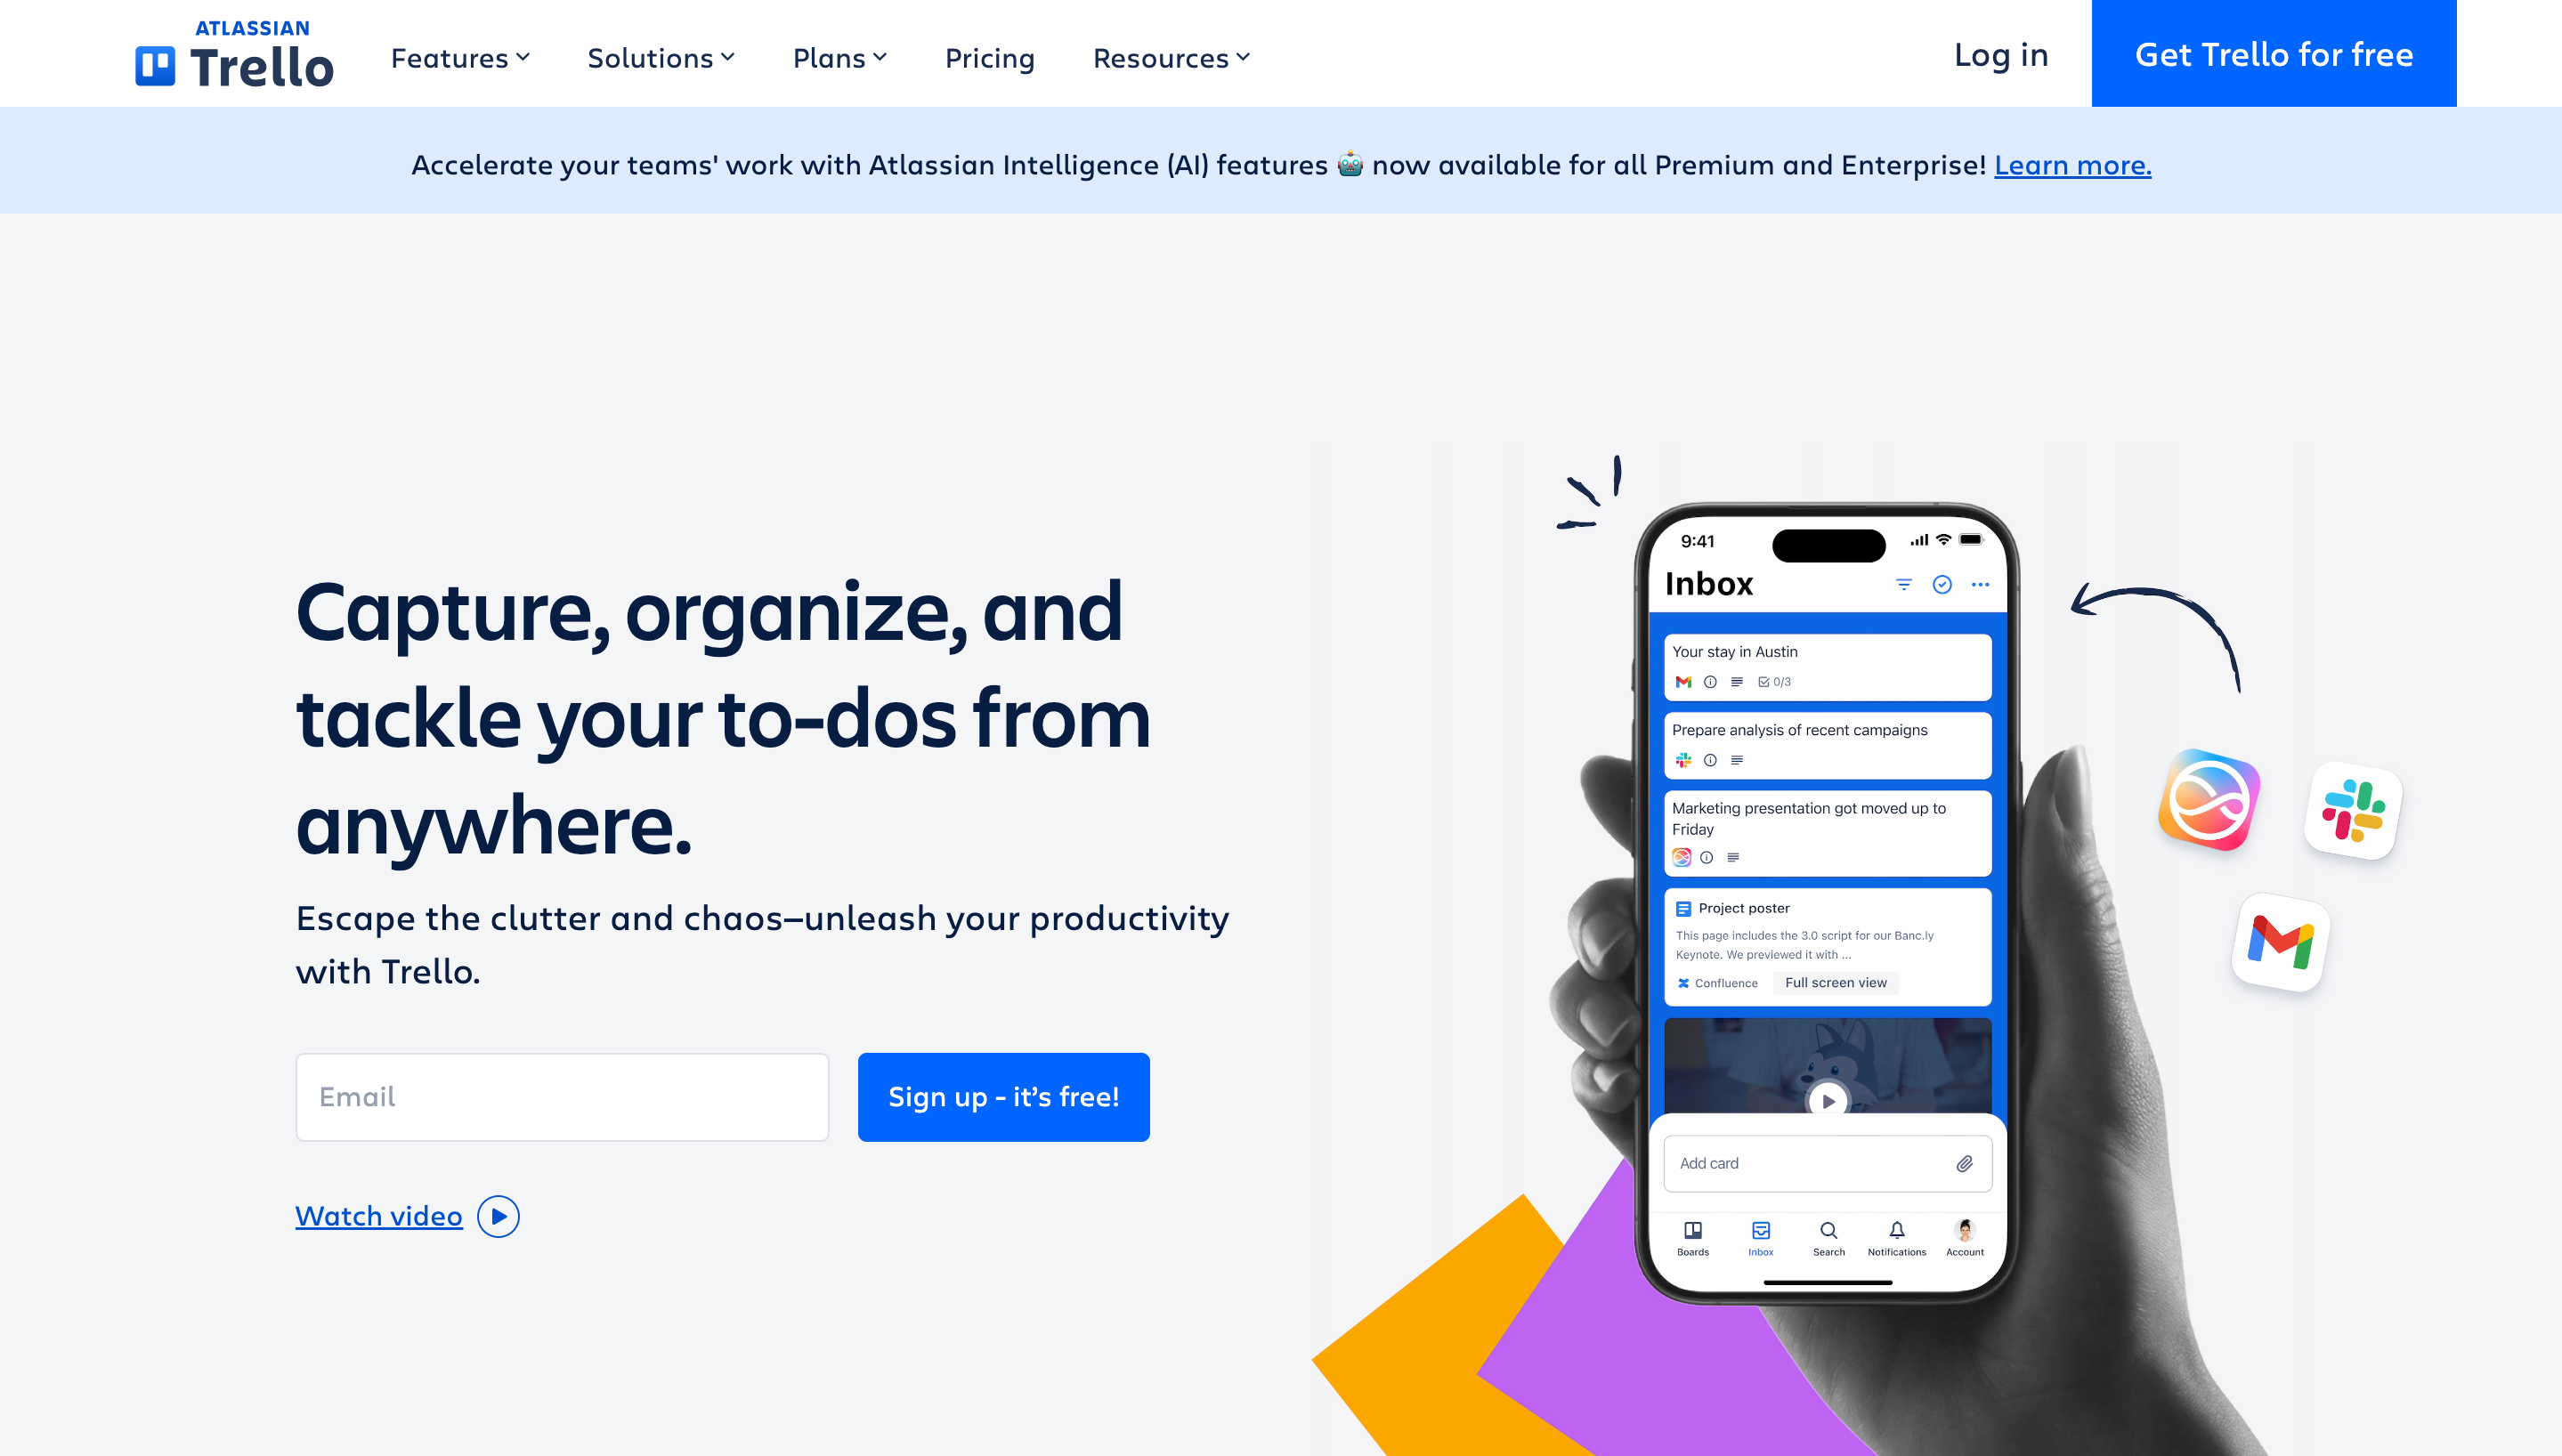 ATLASSIAN
Trello
Features
Solutions
Plans
Pricing
Resources
Log in
Get Trello for free
Accelerate your teams' work with Atlassian Intelligence (AI) features 🤖 now available for all Premium and Enterprise! Learn more.
Capture, organize, and
tackle your to-dos from
anywhere.
Escape the clutter and chaos—unleash your productivity
with Trello.
Email
Sign up - it's free!
Watch video
9:41
Inbox
Your stay in Austin
0/3
Prepare analysis of recent campaigns
Marketing presentation got moved up to
Friday
Project poster
This page includes the 3.0 script for our Banc.ly
Keynote. We previewed it with ...
Confluence
Full screen view
Add card
Boards
Inbox
Search
Notifications
Account